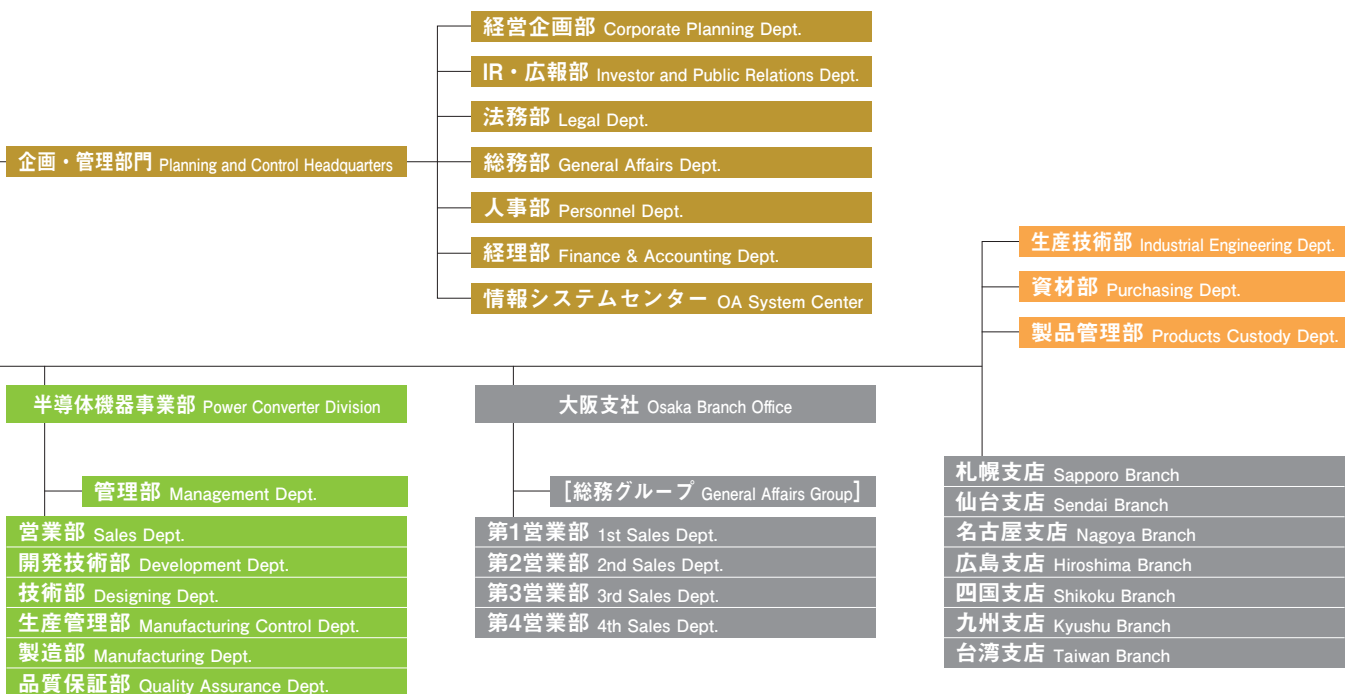 経営企画部 Corporate Planning Dept.
IR・広報部 Investor and Public Relations Dept.
法務部 Legal Dept.
企画・管理部門 Planning and Control Headquarters
総務部 General Affairs Dept.
人事部 Personnel Dept.
経理部 Finance & Accounting Dept.
情報システムセンター OA System Center
生産技術部 Industrial Engineering Dept.
資材部 Purchasing Dept.
製品管理部 Products Custody Dept.
半導体機器事業部 Power Converter Division
管理部 Management Dept.
営業部 Sales Dept.
開発技術部 Development Dept.
技術部 Designing Dept.
生産管理部 Manufacturing Control Dept.
製造部 Manufacturing Dept.
品質保証部 Quality Assurance Dept.
大阪支社 Osaka Branch Office
[総務グループ General Affairs Group]
第1営業部 1st Sales Dept.
第2営業部 2nd Sales Dept.
第3営業部 3rd Sales Dept.
第4営業部 4th Sales Dept.
札幌支店 Sapporo Branch
仙台支店 Sendai Branch
名古屋支店 Nagoya Branch
広島支店 Hiroshima Branch
四国支店 Shikoku Branch
九州支店 Kyushu Branch
台湾支店 Taiwan Branch